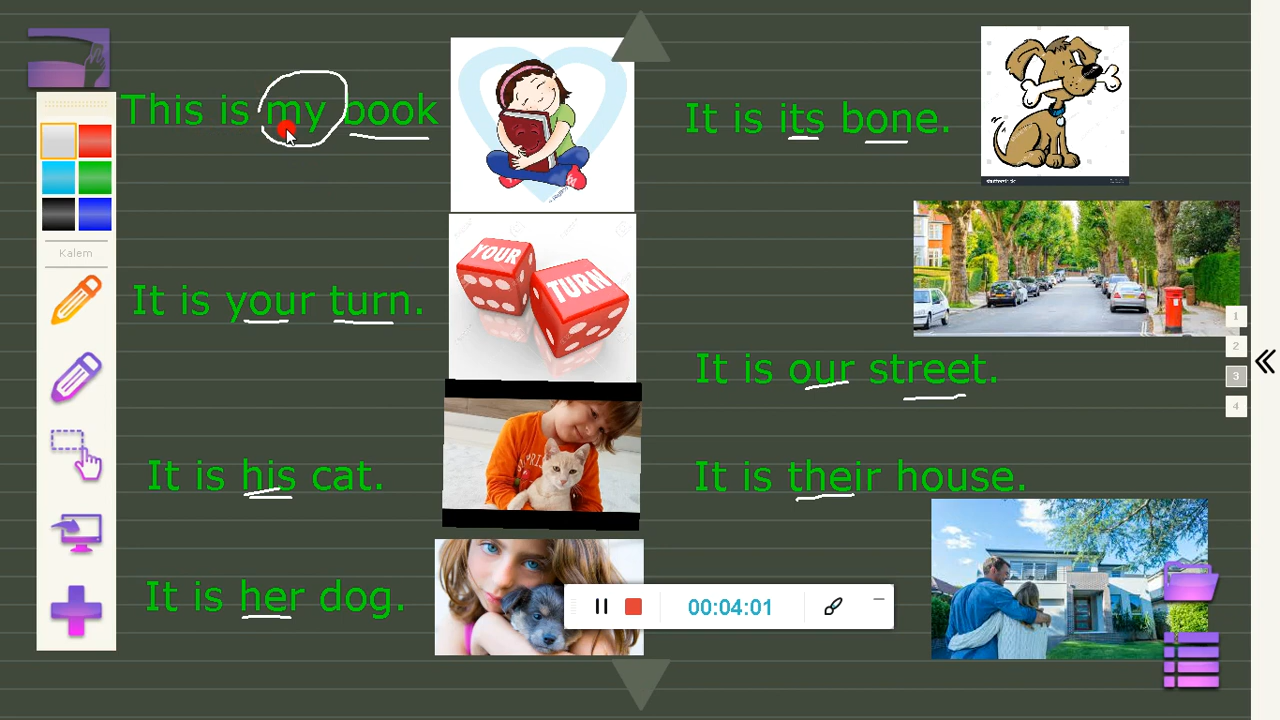 This is my book
It is your turn.
YOUR
TURN
It is his cat.
It is her dog.
It is its bone.
It is our street.
It is their house.
Kalem
00:04:01
1
2
3
4